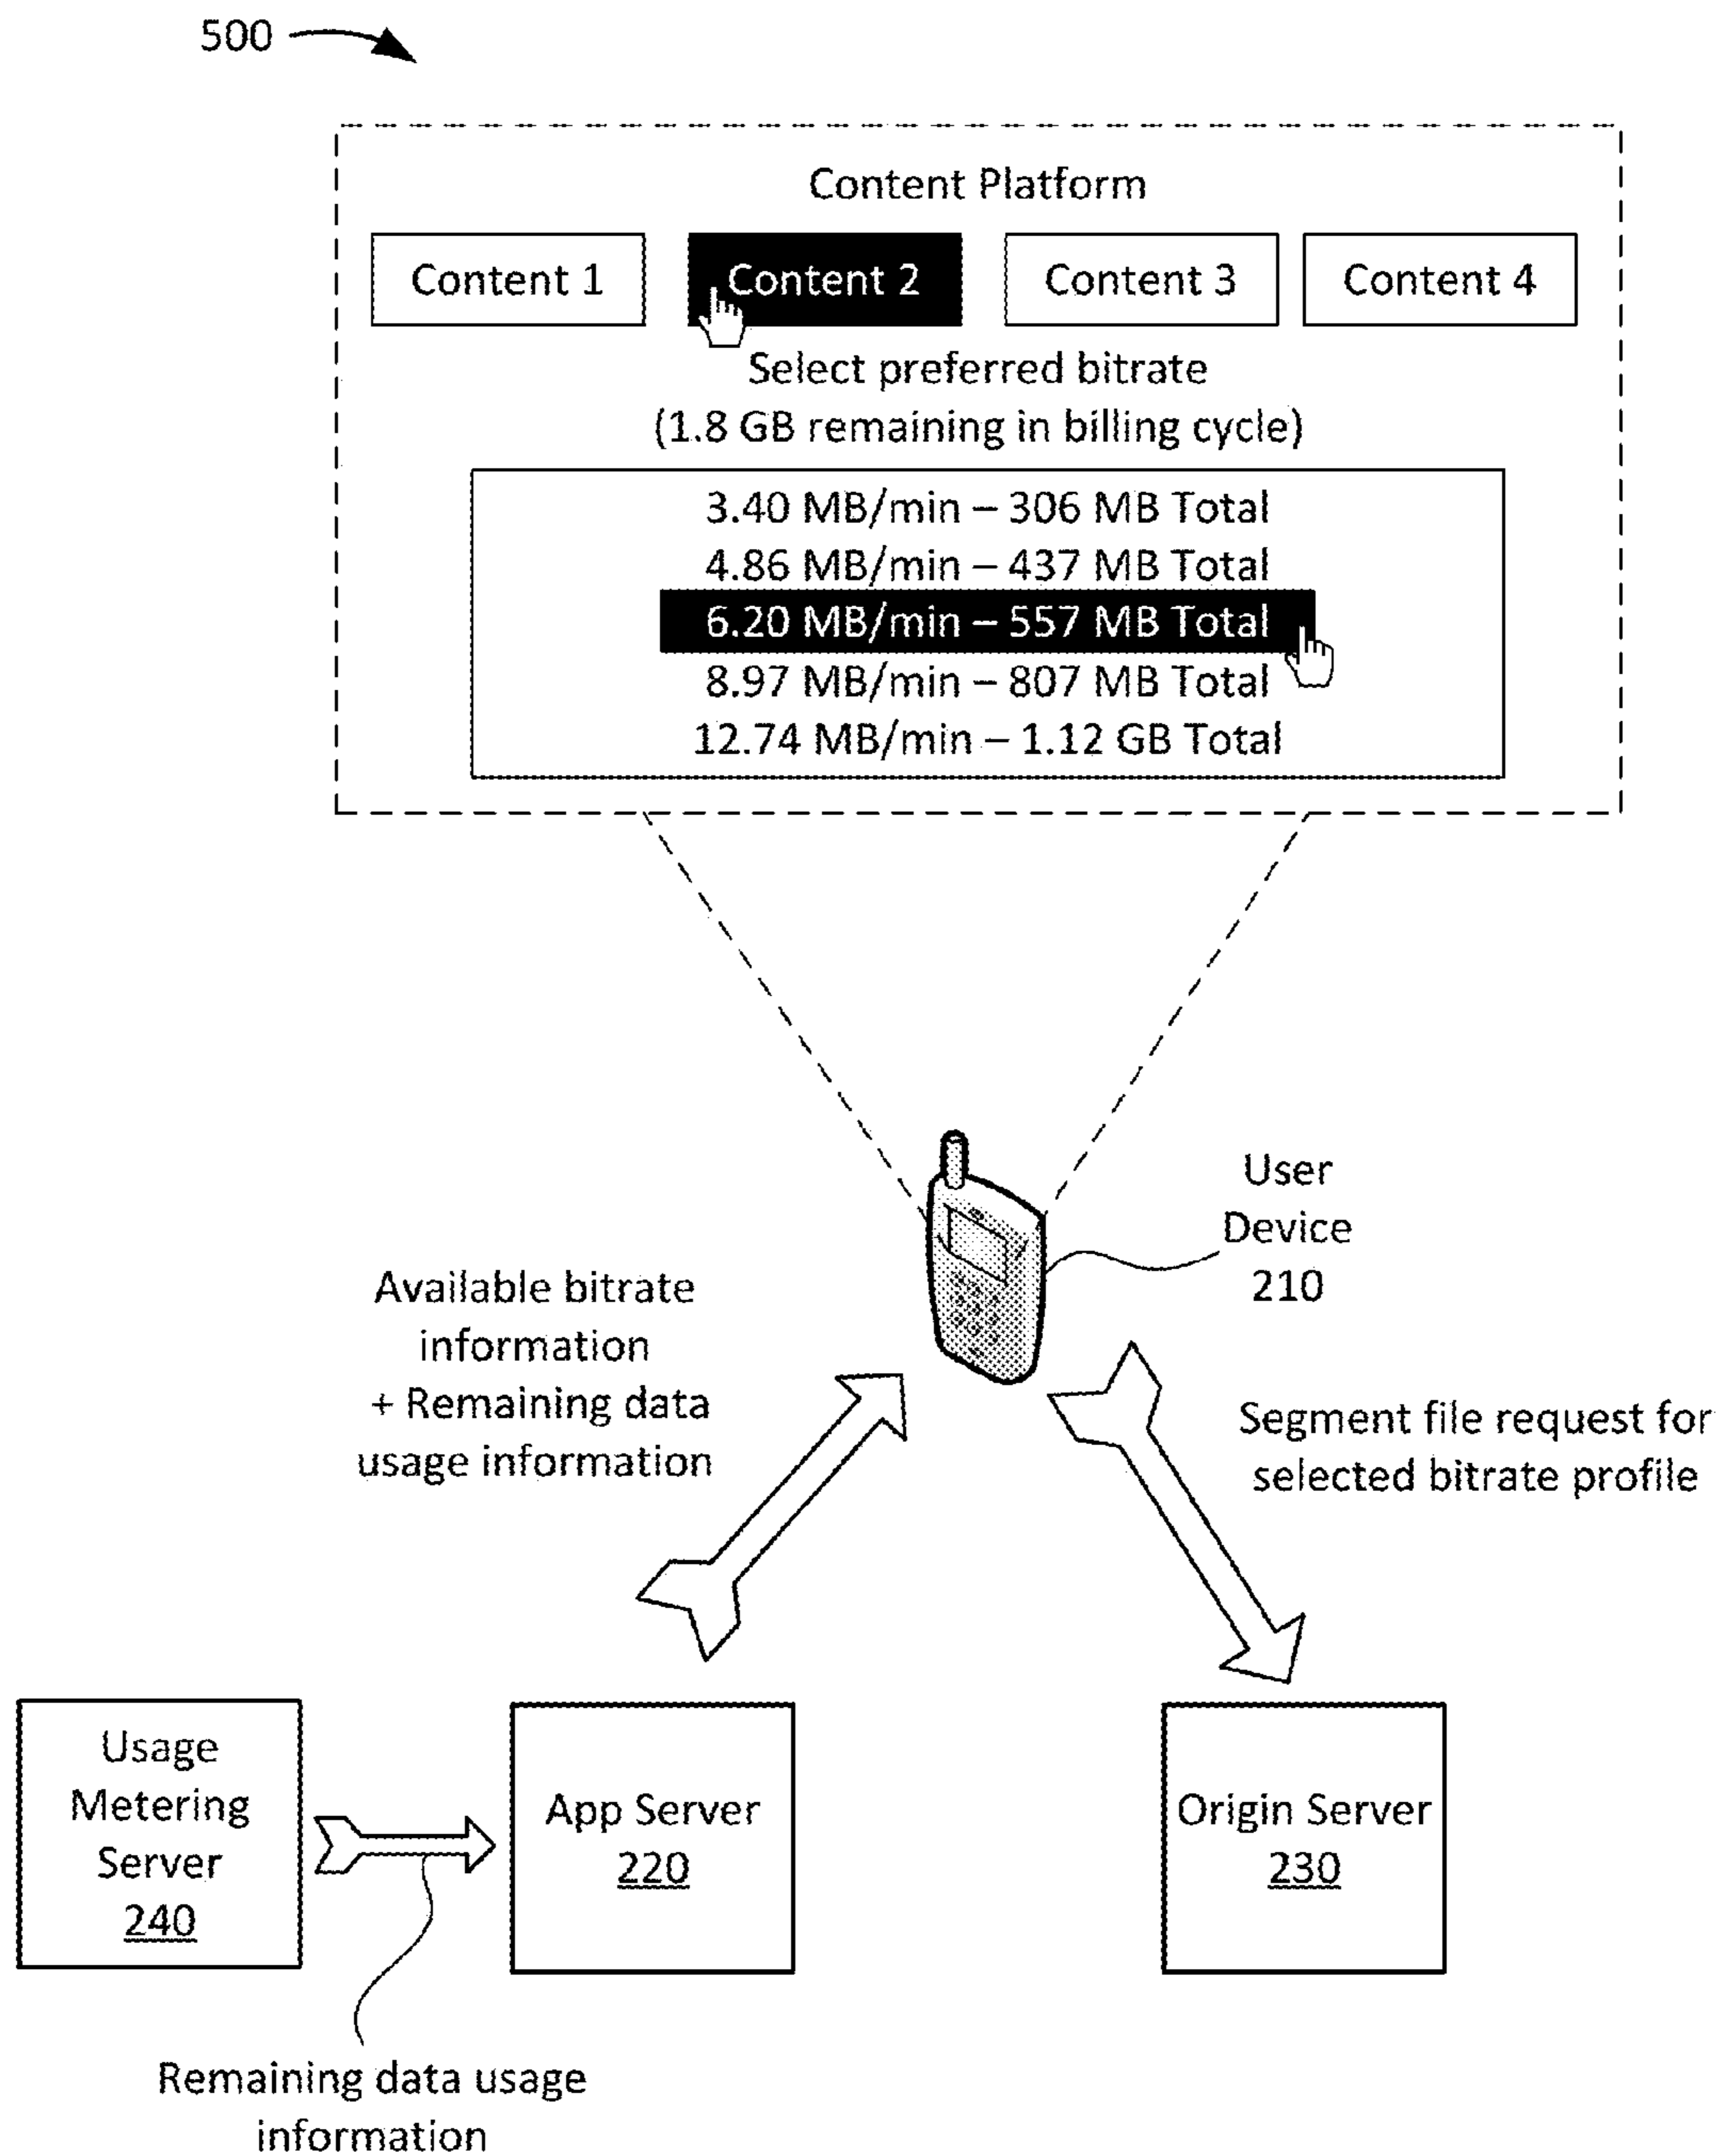 500
Content Platform
Content 1
Content 2
Content 3
Content 4
Select preferred bitrate
(1.8 GB remaining in billing cycle)
3.40 MB/min – 306 MB Total
4.86 MB/min – 437 MB Total
6.20 MB/min – 557 MB Total
8.97 MB/min – 807 MB Total
12.74 MB/min – 1.12 GB Total
User
Device
210
Available bitrate
information
+ Remaining data
usage information
Segment file request for
selected bitrate profile
Usage
Metering
Server
240
App Server
220
Origin Server
230
Remaining data usage
information